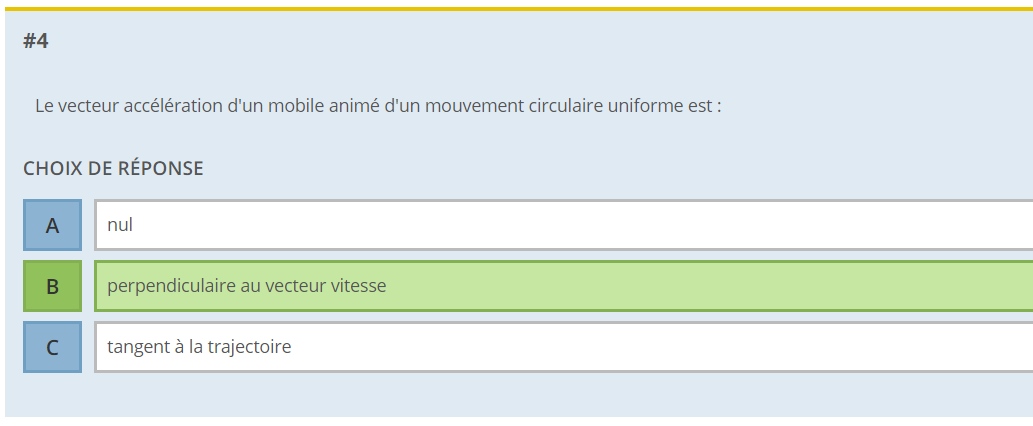 #4
Le vecteur accélération d'un mobile animé d'un mouvement circulaire uniforme est :
CHOIX DE RÉPONSE
A nul
B perpendiculaire au vecteur vitesse
C tangent à la trajectoire